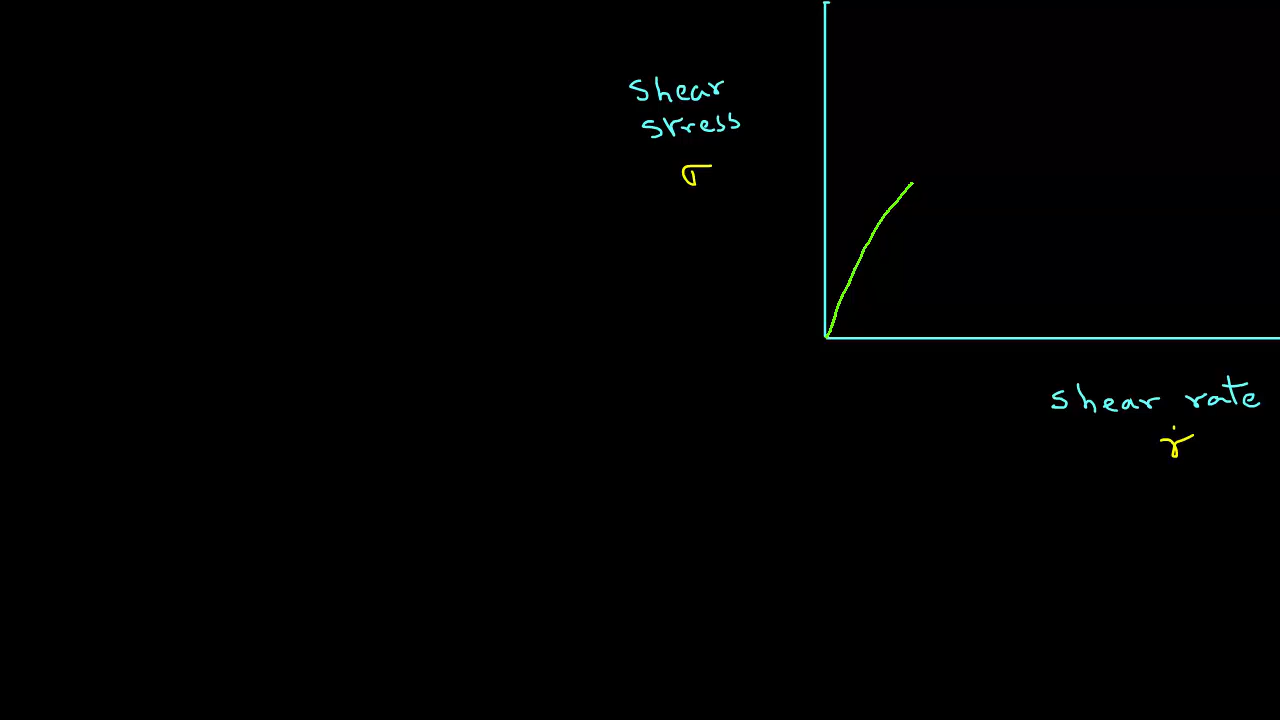 shear
stress
σ
shear rate
γ̇